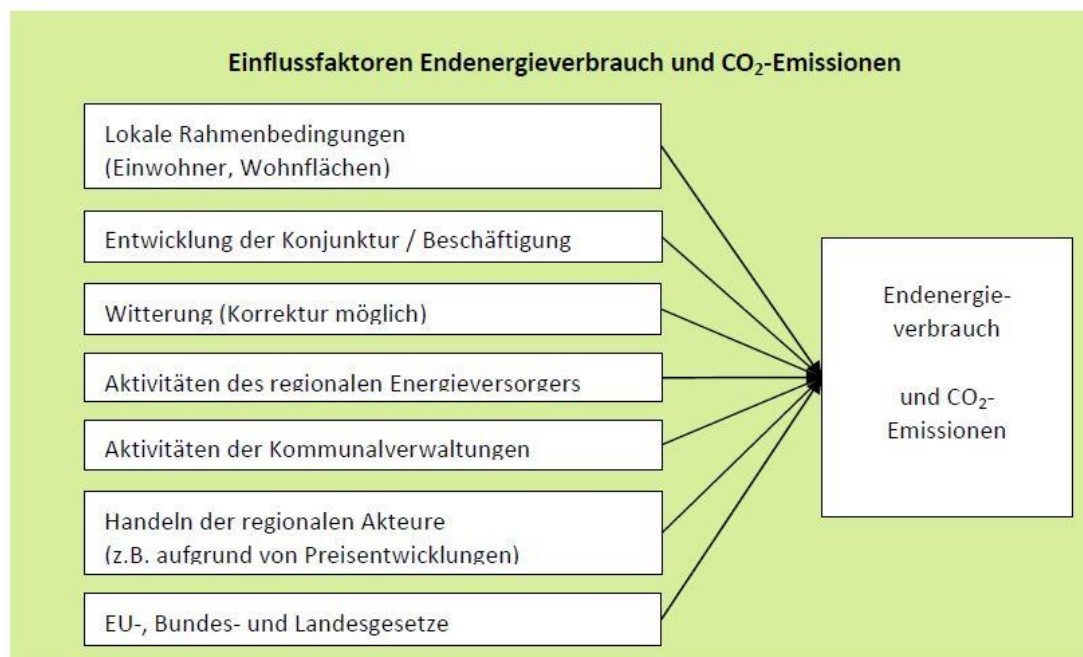 Einflussfaktoren Endenergieverbrauch und CO₂-Emissionen
Lokale Rahmenbedingungen
(Einwohner, Wohnflächen)
Entwicklung der Konjunktur / Beschäftigung
Witterung (Korrektur möglich)
Aktivitäten des regionalen Energieversorgers
Aktivitäten der Kommunalverwaltungen
Handeln der regionalen Akteure
(z.B. aufgrund von Preisentwicklungen)
EU-, Bundes- und Landesgesetze
Endenergie-
verbrauch
und CO₂-
Emissionen